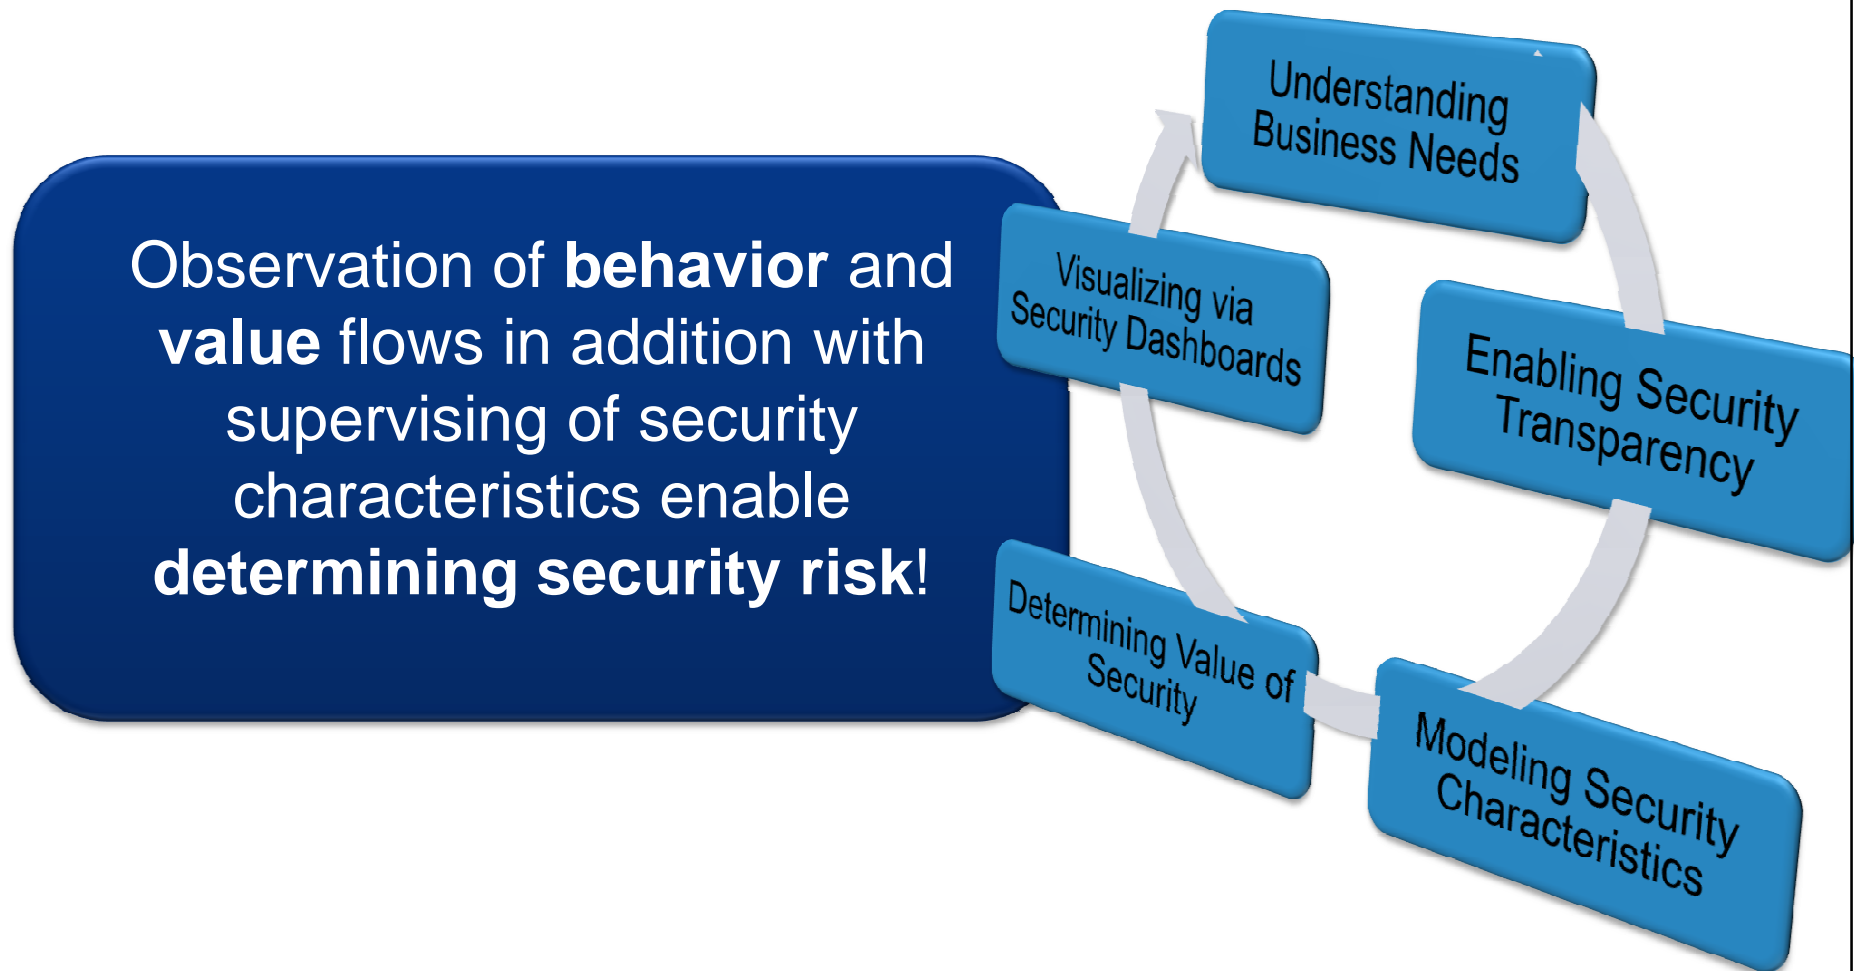 Observation of behavior and
value flows in addition with
supervising of security
characteristics enable
determining security risk!
Understanding
Business Needs
Enabling Security
Transparency
Modeling Security
Characteristics
Determining Value of
Security
Visualizing via
Security Dashboards